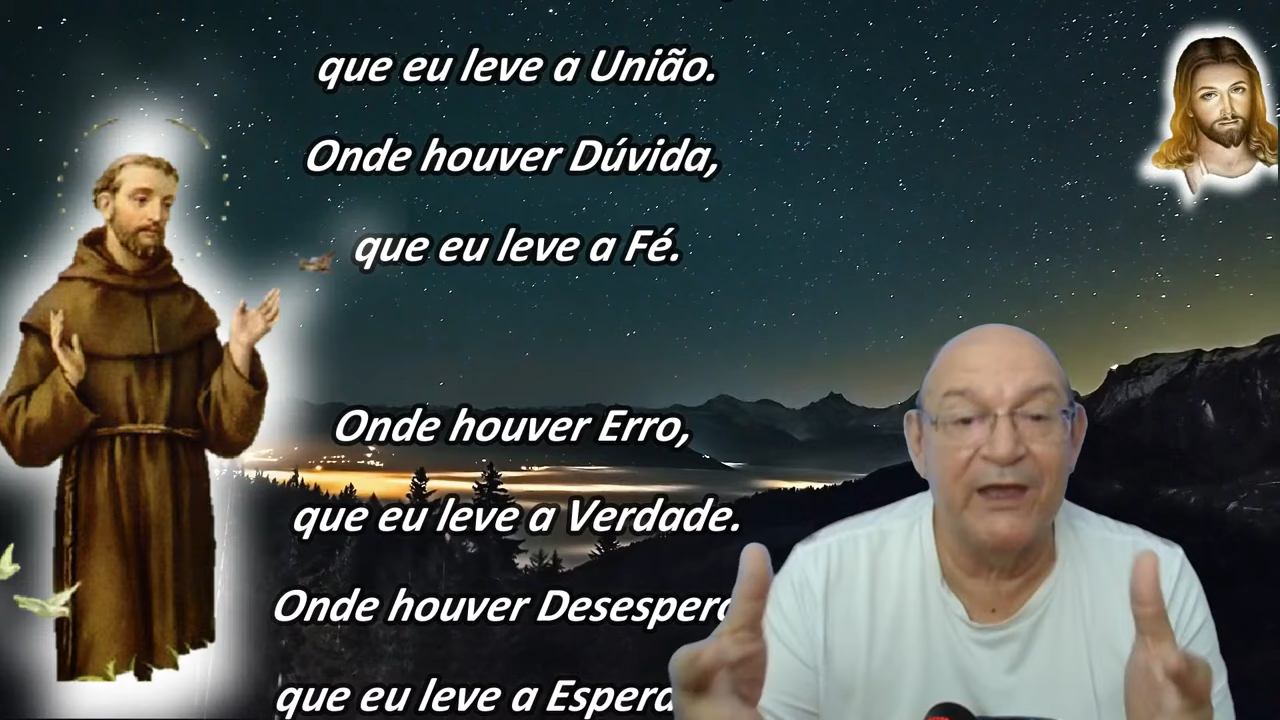 que eu leve a União.
Onde houver Dúvida,
que eu leve a Fé.
Onde houver Erro,
que eu leve a Verdade.
Onde houver
que eu leve a